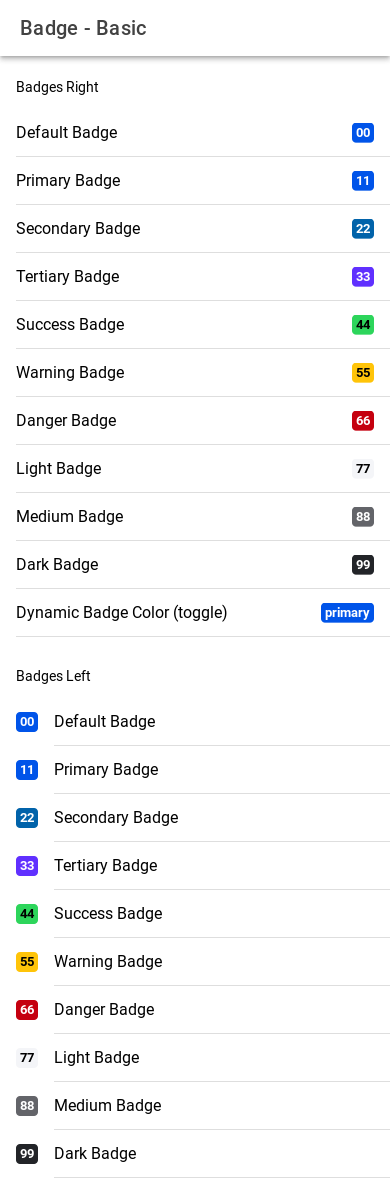 Badge - Basic
Badges Right
Default Badge 00
Primary Badge 11
Secondary Badge 22
Tertiary Badge 33
Success Badge 44
Warning Badge 55
Danger Badge 66
Light Badge 77
Medium Badge 88
Dark Badge 99
Dynamic Badge Color (toggle) primary
Badges Left
00 Default Badge
11 Primary Badge
22 Secondary Badge
33 Tertiary Badge
44 Success Badge
55 Warning Badge
66 Danger Badge
77 Light Badge
88 Medium Badge
99 Dark Badge